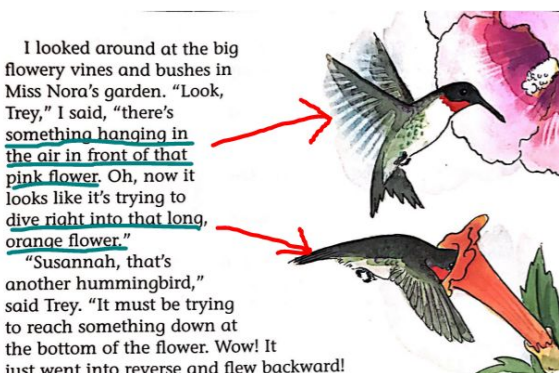 I looked around at the big
flowery vines and bushes in
Miss Nora's garden. “Look,
Trey,” I said, “there's
something hanging in
the air in front of that
pink flower. Oh, now it
looks like it's trying to
dive right into that long,
orange flower.”
“Susannah, that's
another hummingbird,”
said Trey. “It must be trying
to reach something down at
the bottom of the flower. Wow! It
just went into reverse and flew backward!